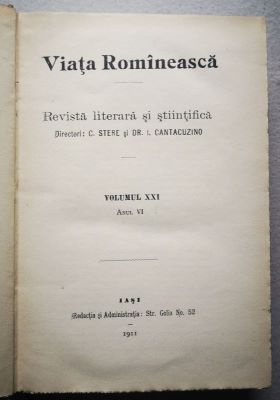 Viaţa Romînească
Revistă literară şi ştiinţifică
Directori: C. STERE şi DR. I. CANTACUZINO
VOLUMUL XXI
ANUL VI
IAŞI
Redacţia şi Administraţia: Str. Golia No. 52
1911